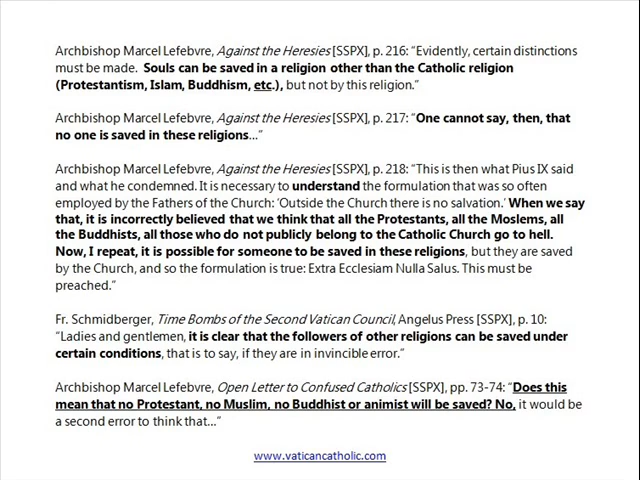 Archbishop Marcel Lefebvre, Against the Heresies [SSPX], p. 216: “Evidently, certain distinctions
must be made.  Souls can be saved in a religion other than the Catholic religion
(Protestantism, Islam, Buddhism, etc.), but not by this religion.”
Archbishop Marcel Lefebvre, Against the Heresies [SSPX], p. 217: “One cannot say, then, that
no one is saved in these religions…”
Archbishop Marcel Lefebvre, Against the Heresies [SSPX], p. 218: “This is then what Pius IX said
and what he condemned. It is necessary to understand the formulation that was so often
employed by the Fathers of the Church: ‘Outside the Church there is no salvation.’ When we say
that, it is incorrectly believed that we think that all the Protestants, all the Moslems, all
the Buddhists, all those who do not publicly belong to the Catholic Church go to hell.
Now, I repeat, it is possible for someone to be saved in these religions, but they are saved
by the Church, and so the formulation is true: Extra Ecclesiam Nulla Salus. This must be
preached.”
Fr. Schmidberger, Time Bombs of the Second Vatican Council, Angelus Press [SSPX], p. 10:
“Ladies and gentlemen, it is clear that the followers of other religions can be saved under
certain conditions, that is to say, if they are in invincible error.”
Archbishop Marcel Lefebvre, Open Letter to Confused Catholics [SSPX], pp. 73-74: “Does this
mean that no Protestant, no Muslim, no Buddhist or animist will be saved? No, it would be
a second error to think that…”
www.vaticancatholic.com